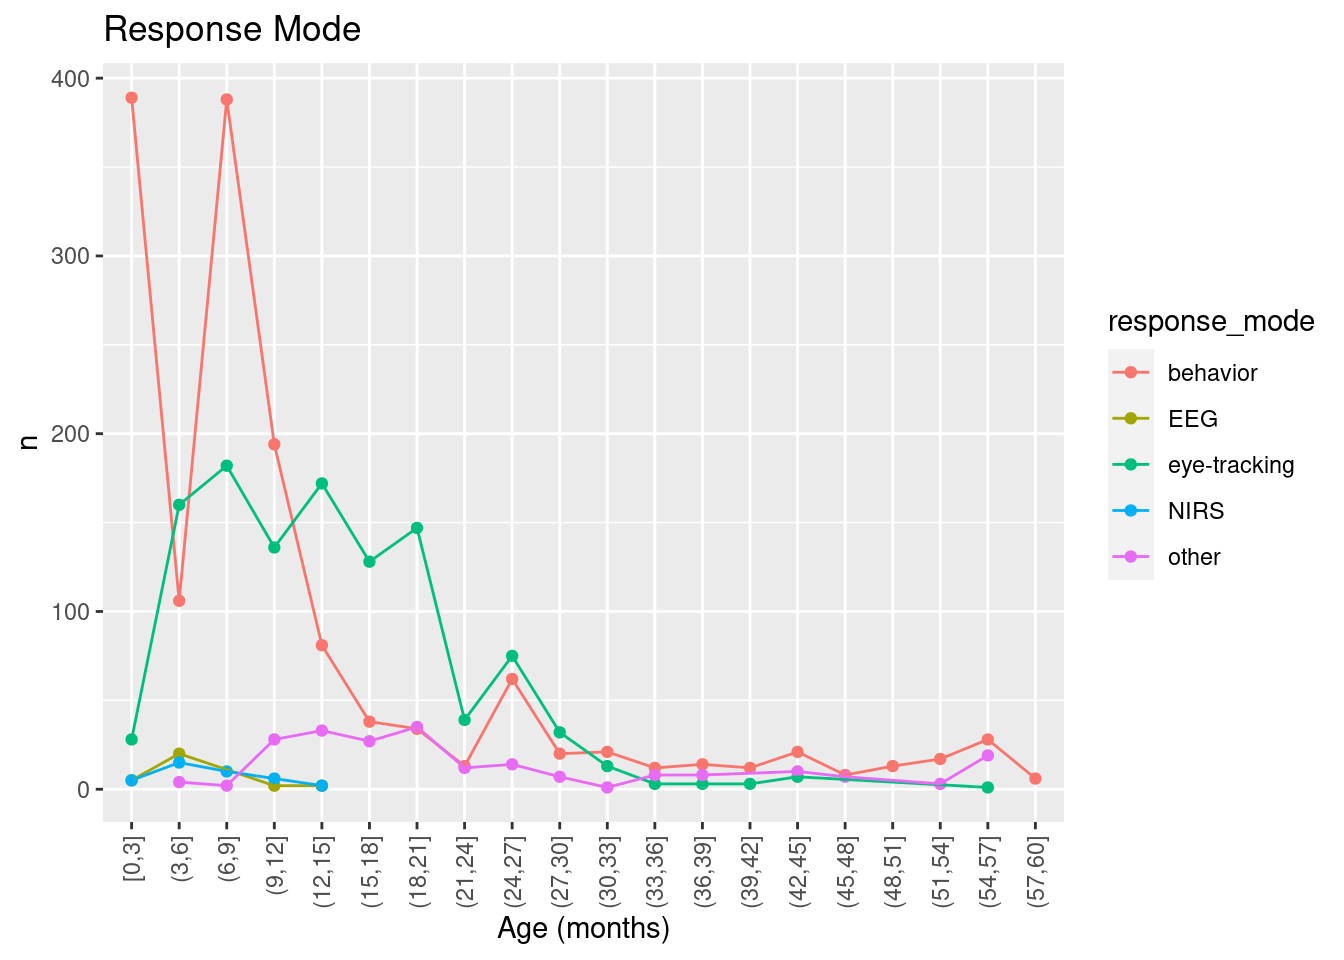 Response Mode
400
300
200
100
0
n
[0,3]
(3,6]
(6,9]
(9,12]
(12,15]
(15,18]
(18,21]
(21,24]
(24,27]
(27,30]
(30,33]
(33,36]
(36,39]
(39,42]
(42,45]
(45,48]
(48,51]
(51,54]
(54,57]
(57,60]
Age (months)
response_mode
behavior
EEG
eye-tracking
NIRS
other